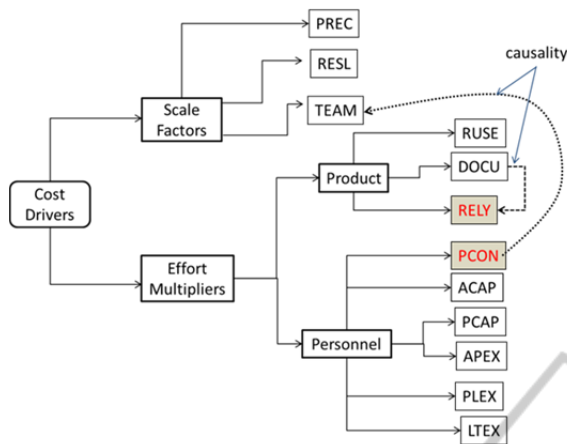 PREC
causality
RESL
Scale
Factors
TEAM
RUSE
Product
DOCU
Cost
Drivers
RELY
PCON
Effort
Multipliers
ACAP
PCAP
Personnel
APEX
PLEX
LTEX